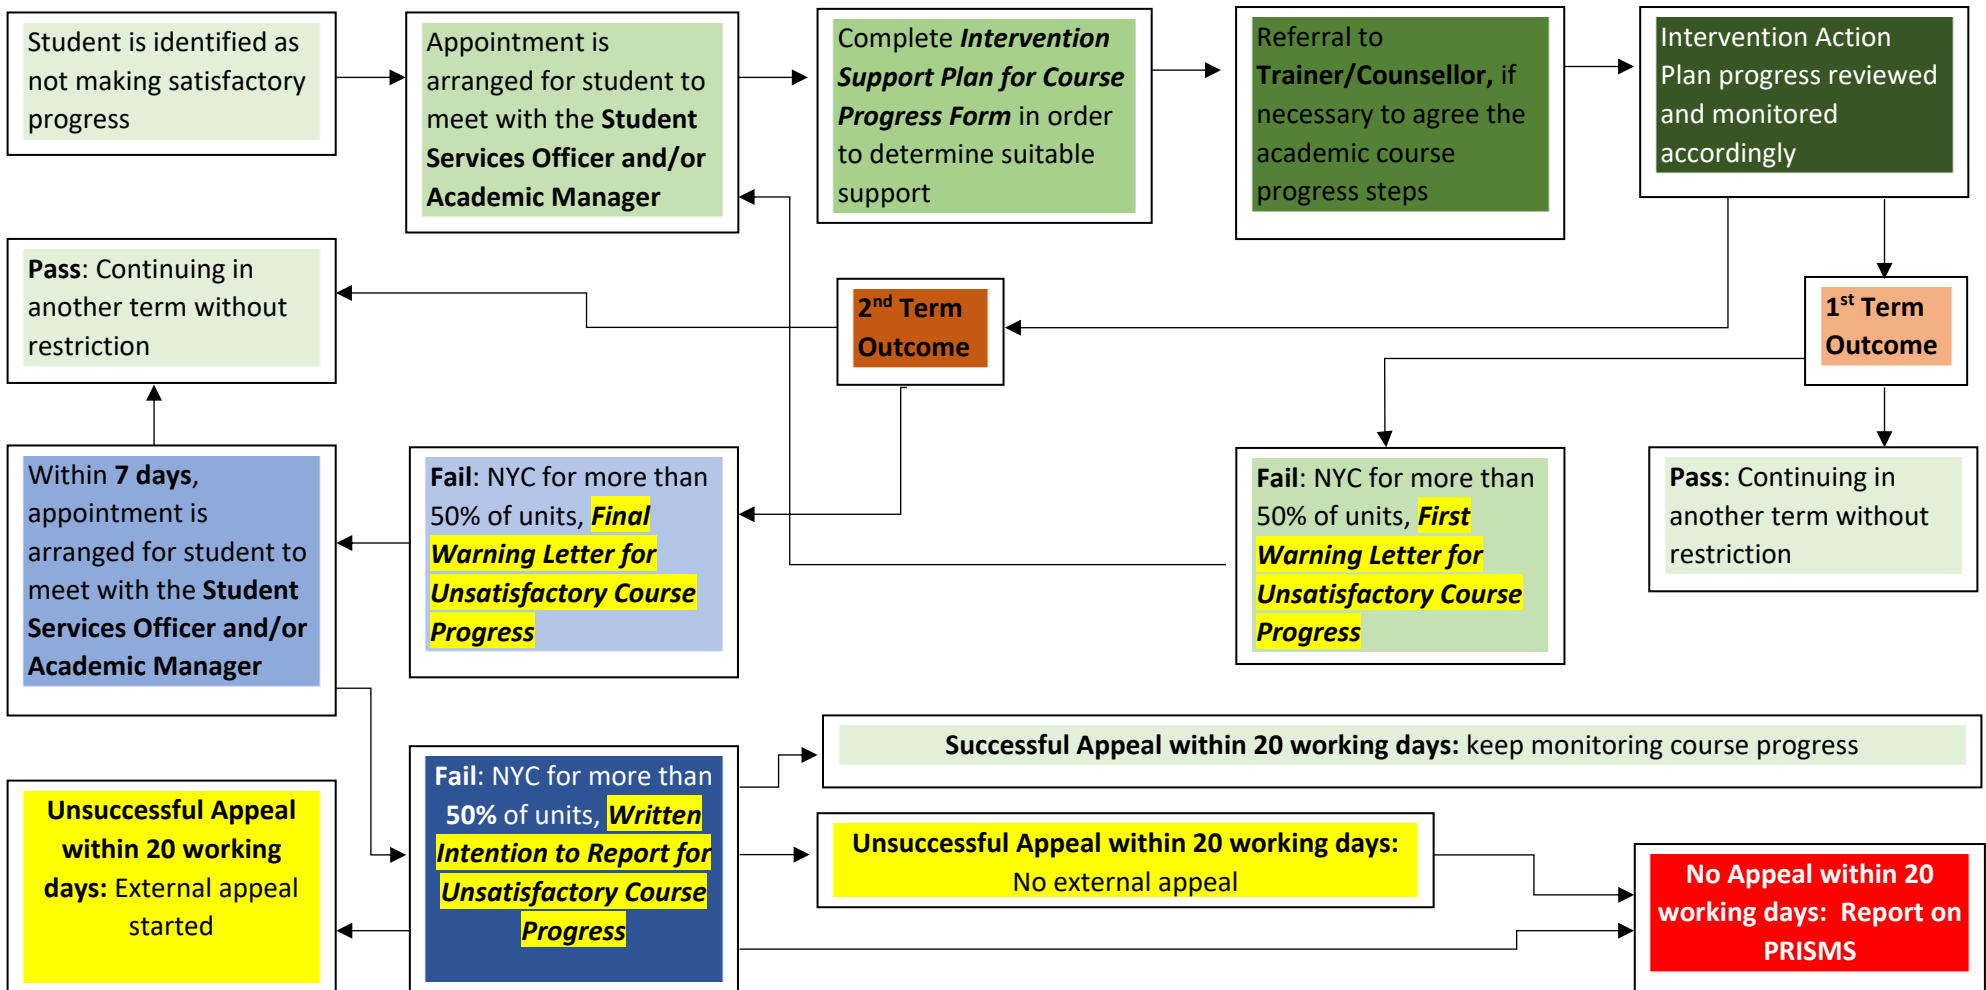 Student is identified as
not making satisfactory
progress
Appointment is
arranged for student to
meet with the Student
Services Officer and/or
Academic Manager
Complete Intervention
Support Plan for Course
Progress Form in order
to determine suitable
support
Referral to
Trainer/Counsellor, if
necessary to agree the
academic course
progress steps
Intervention Action
Plan progress reviewed
and monitored
accordingly
Pass: Continuing in
another term without
restriction
2nd Term
Outcome
1st Term
Outcome
Within 7 days,
appointment is
arranged for student to
meet with the Student
Services Officer and/or
Academic Manager
Fail: NYC for more than
50% of units, Final
Warning Letter for
Unsatisfactory Course
Progress
Fail: NYC for more than
50% of units, First
Warning Letter for
Unsatisfactory Course
Progress
Pass: Continuing in
another term without
restriction
Successful Appeal within 20 working days: keep monitoring course progress
Unsuccessful Appeal
within 20 working
days: External appeal
started
Fail: NYC for more than
50% of units, Written
Intention to Report for
Unsatisfactory Course
Progress
Unsuccessful Appeal within 20 working days:
No external appeal
No Appeal within 20
working days: Report on
PRISMS